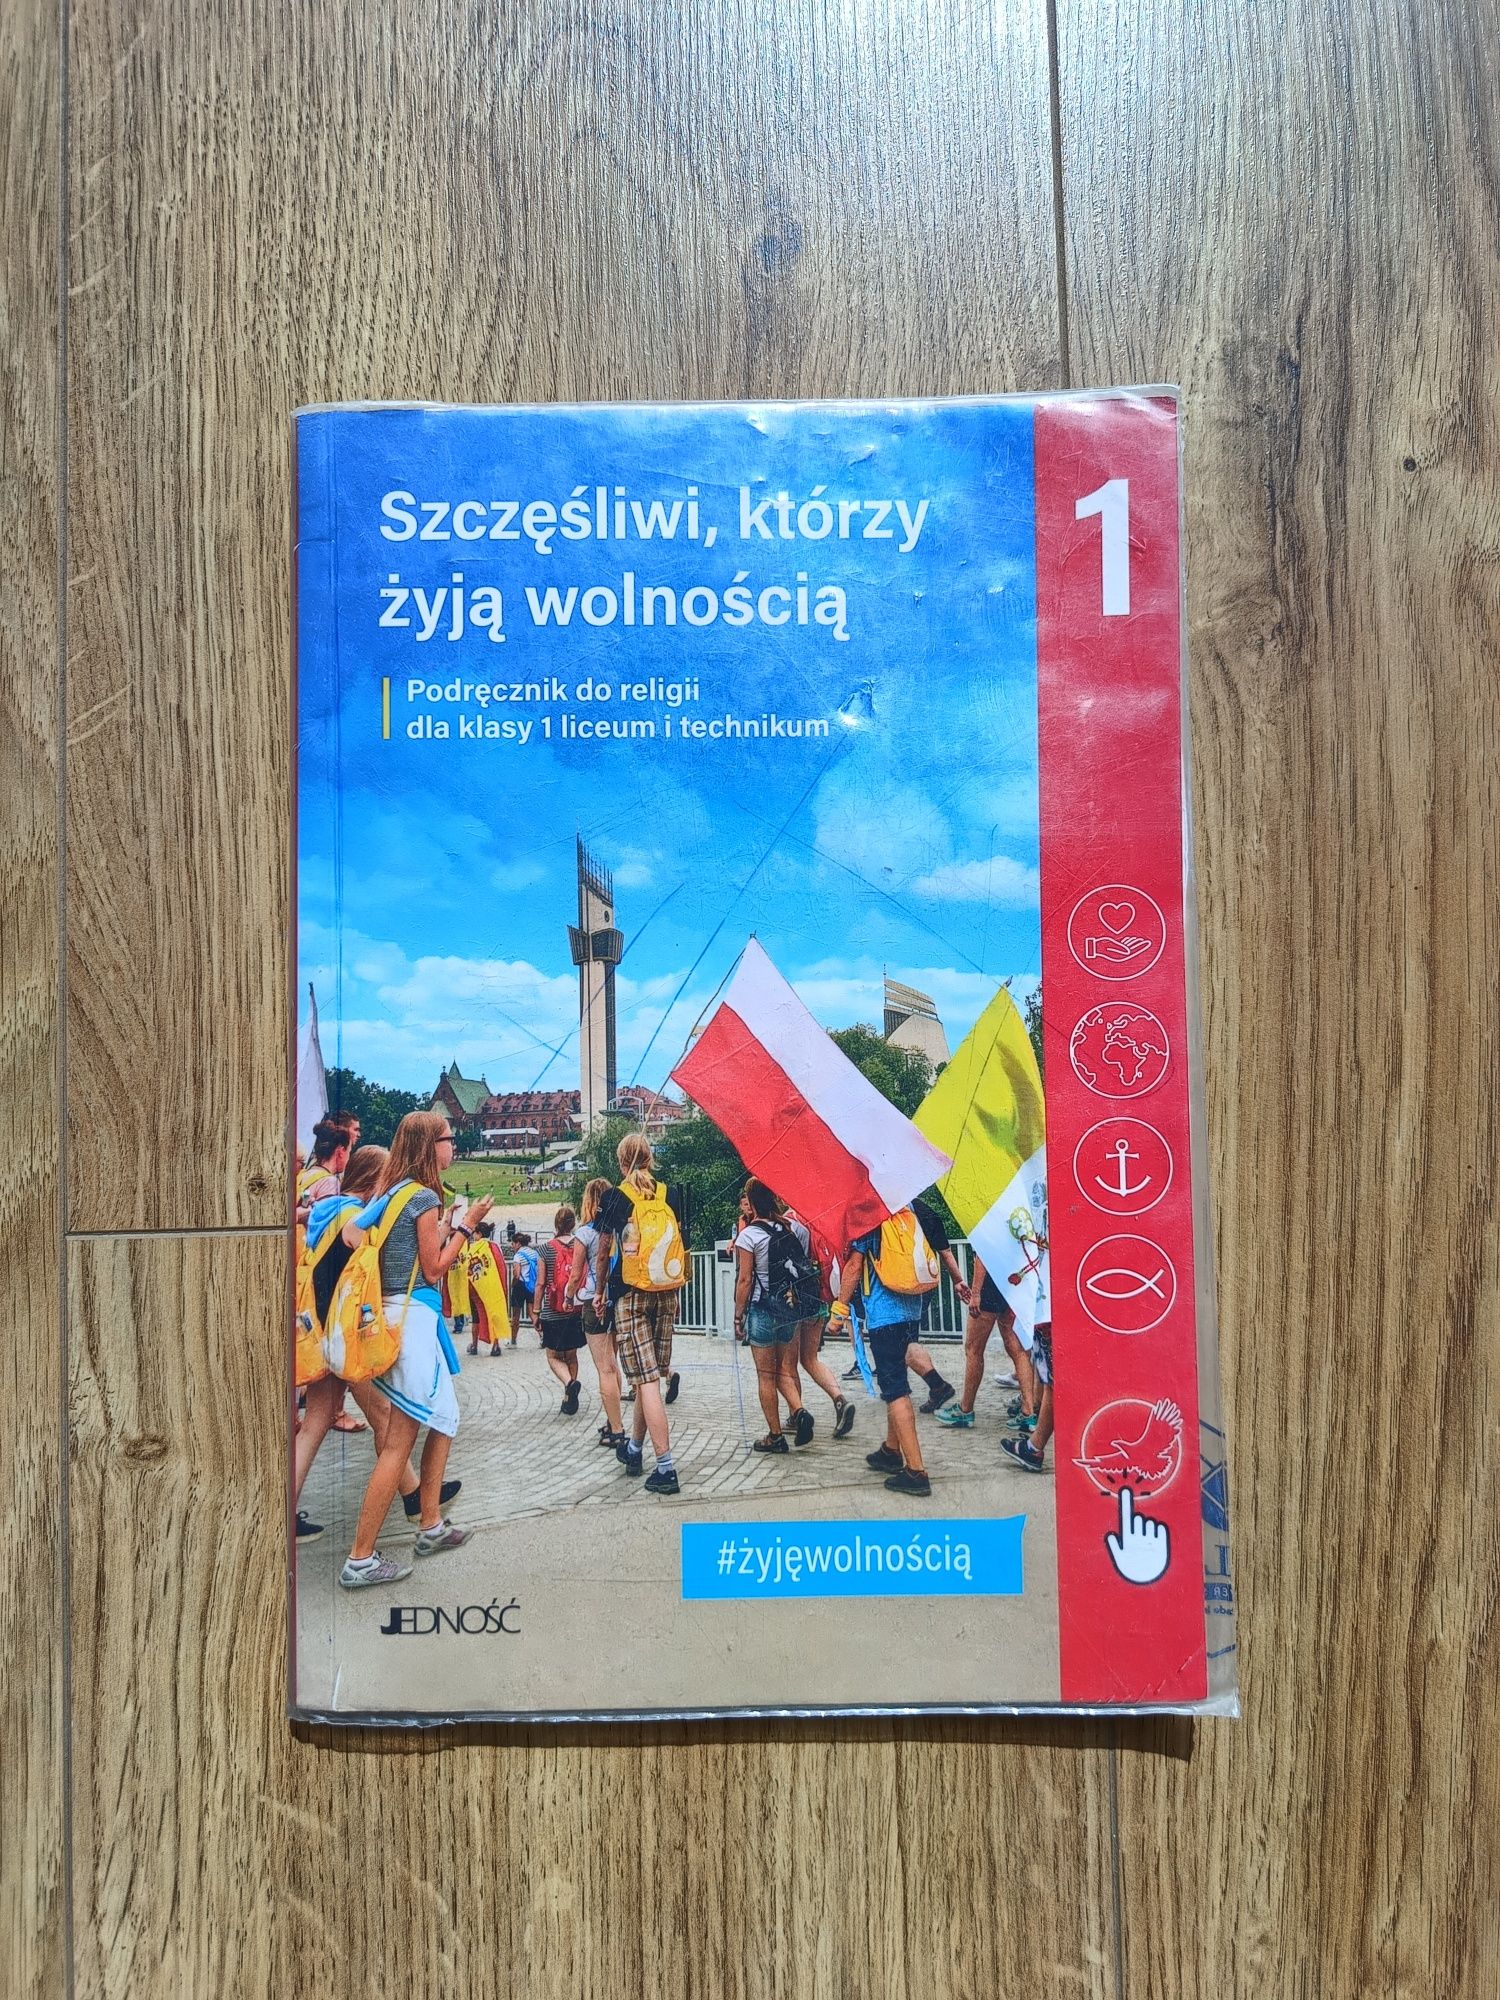 Szczęśliwi, którzy
żyją wolnością
1
Podręcznik do religii
dla klasy 1 liceum i technikum
#żyjęwolnością
JEDNOŚĆ